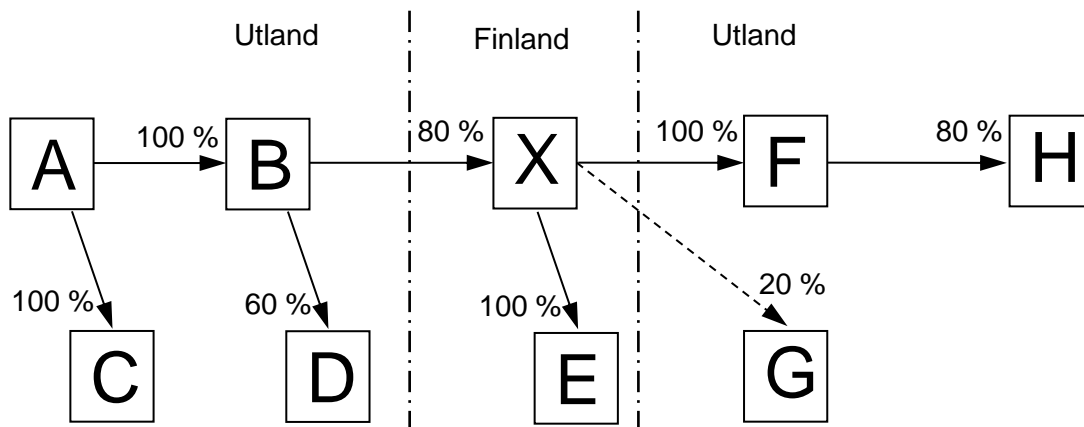 Utland Finland Utland
100 % 80 % 100 % 80 %
A B X F H
100 % 60 % 100 % 20 %
C D E G